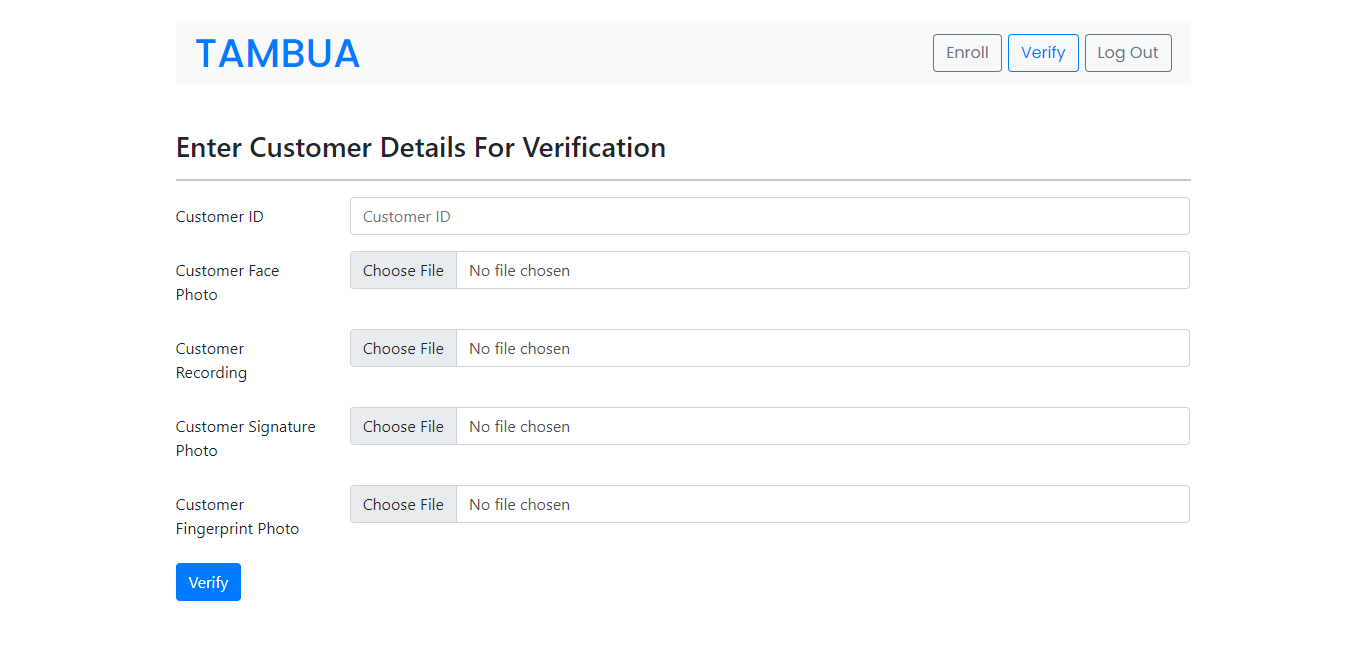 TAMBUA
Enroll
Verify
Log Out
Enter Customer Details For Verification
Customer ID
Customer ID
Customer Face
Photo
Choose File
No file chosen
Customer
Recording
Choose File
No file chosen
Customer Signature
Photo
Choose File
No file chosen
Customer
Fingerprint Photo
Choose File
No file chosen
Verify